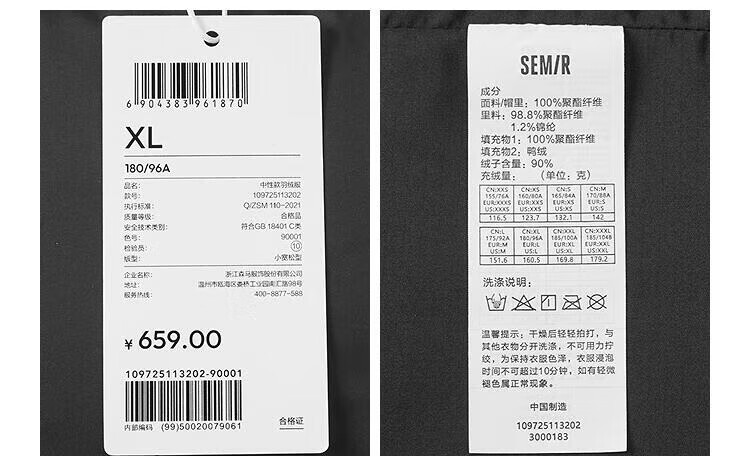 6 904383 961870
XL
180/96A
品名: 中性款羽绒服
款号: 109725113202
执行标准: Q/ZSM 110-2021
质量等级: 合格品
安全技术类别: 符合GB 18401 C类
色号: 90001
检验员: 10
版型: 小宽松型
企业名称: 浙江森马服饰股份有限公司
地址: 温州市瓯海区娄桥工业园南汇路98号
服务热线: 400-8877-588
¥ 659.00
109725113202-90001
内部编码 (99)50020079061
合格证
SEM/R
成分
面料/帽里：100%聚酯纤维
里料：98.8%聚酯纤维
1.2%锦纶
填充物1：100%聚酯纤维
填充物2：鸭绒
绒子含量：90%
充绒量：（单位：克）
CN:XXS CN:XS CN:S CN:M
155/76A 160/80A 165/84A 170/88A
EUR:XXS EUR:XS EUR:S
US:XXS US:XS US:S
116.5 123.7 132.1 142
CN:L CN:XL CN:XXL CN:XXXL
175/92A 180/96A 185/100A 185/104B
EUR:M EUR:L EUR:XL EUR:XXL
US:M US:L US:XL US:XXL
151.6 160.5 169.8 179.2
洗涤说明：
温馨提示：干燥后轻轻拍打，与
其他衣物分开洗涤，不可用力拧
绞，为保持衣服色泽，衣服浸泡
时间不可超过10分钟，如有轻微
褪色属正常现象。
中国制造
109725113202
3000183